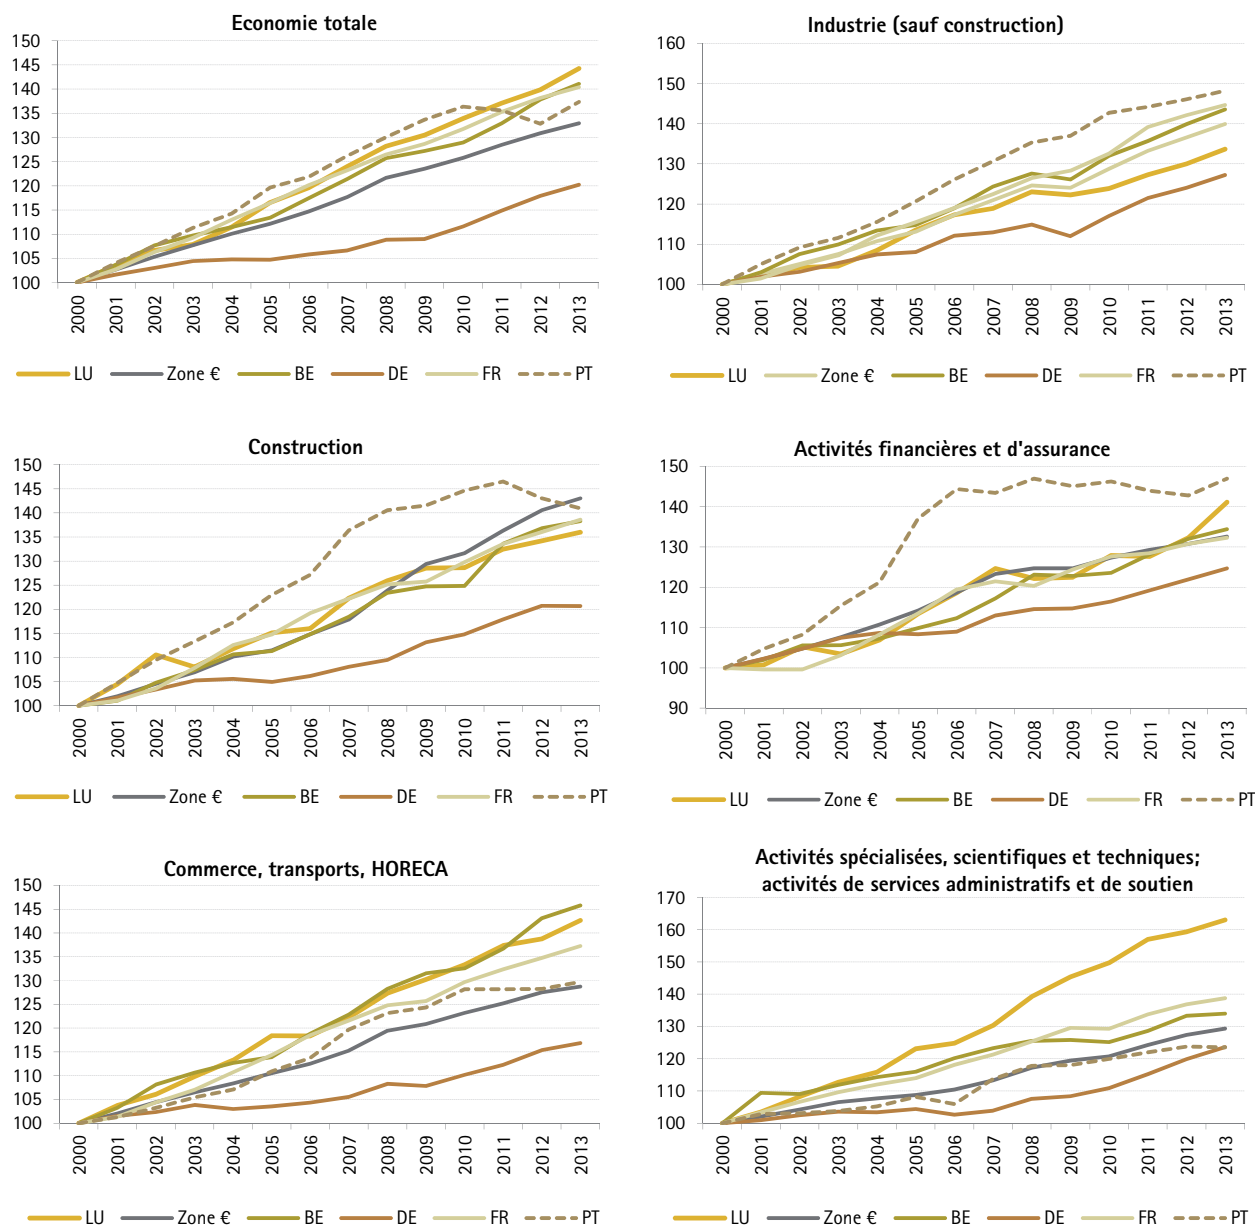 Economie totale
150
145
140
135
130
125
120
115
110
105
100
2000 2001 2002 2003 2004 2005 2006 2007 2008 2009 2010 2011 2012 2013
LU Zone € BE DE FR PT
Industrie (sauf construction)
160
150
140
130
120
110
100
2000 2001 2002 2003 2004 2005 2006 2007 2008 2009 2010 2011 2012 2013
LU Zone € BE DE FR PT
Construction
150
145
140
135
130
125
120
115
110
105
100
2000 2001 2002 2003 2004 2005 2006 2007 2008 2009 2010 2011 2012 2013
LU Zone € BE DE FR PT
Activités financières et d'assurance
150
140
130
120
110
100
90
2000 2001 2002 2003 2004 2005 2006 2007 2008 2009 2010 2011 2012 2013
LU Zone € BE DE FR PT
Commerce, transports, HORECA
150
145
140
135
130
125
120
115
110
105
100
2000 2001 2002 2003 2004 2005 2006 2007 2008 2009 2010 2011 2012 2013
LU Zone € BE DE FR PT
Activités spécialisées, scientifiques et techniques;
activités de services administratifs et de soutien
170
160
150
140
130
120
110
100
2000 2001 2002 2003 2004 2005 2006 2007 2008 2009 2010 2011 2012 2013
LU Zone € BE DE FR PT